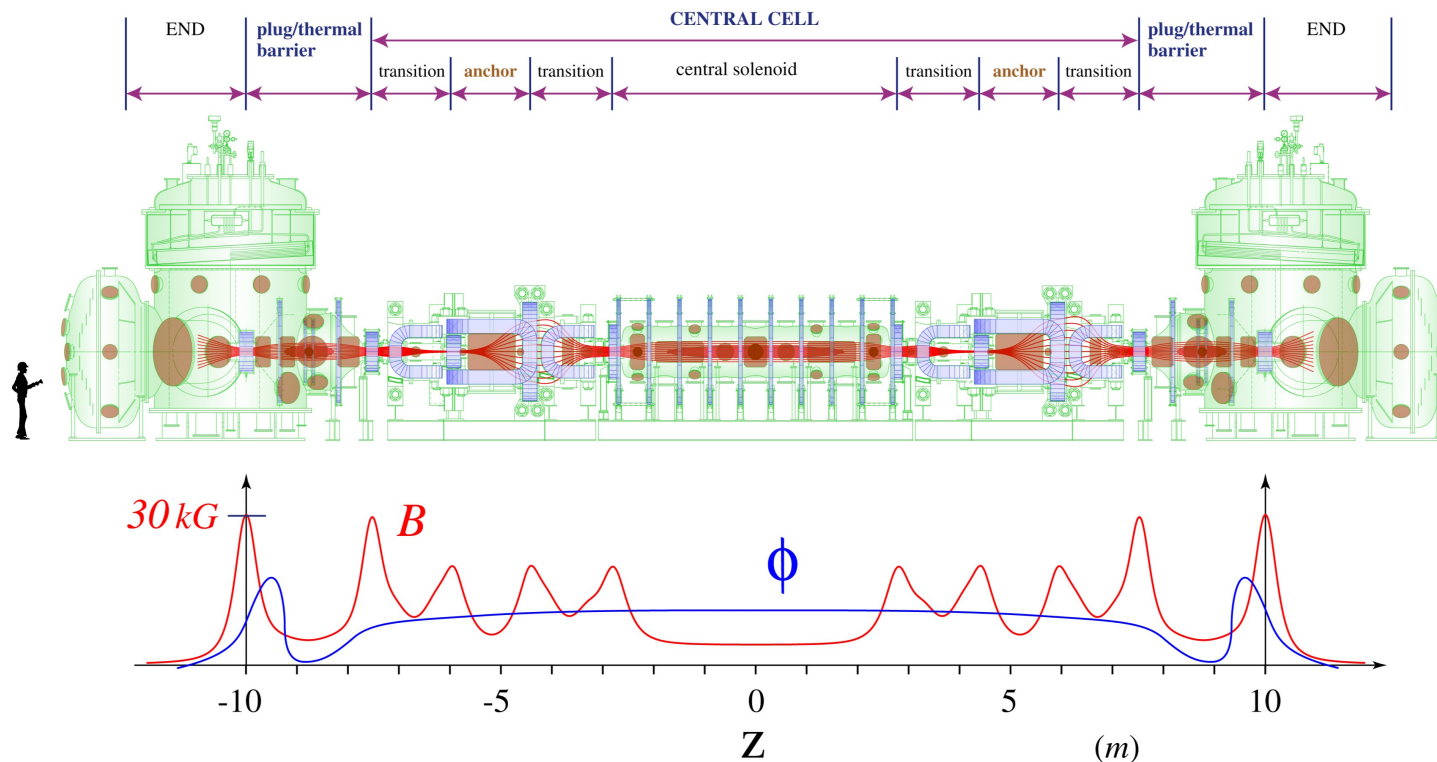 CENTRAL CELL
END
plug/thermal
barrier
plug/thermal
barrier
END
transition
anchor
transition
central solenoid
transition
anchor
transition
30 kG
B
ϕ
-10
-5
0
5
10
Z
(m)